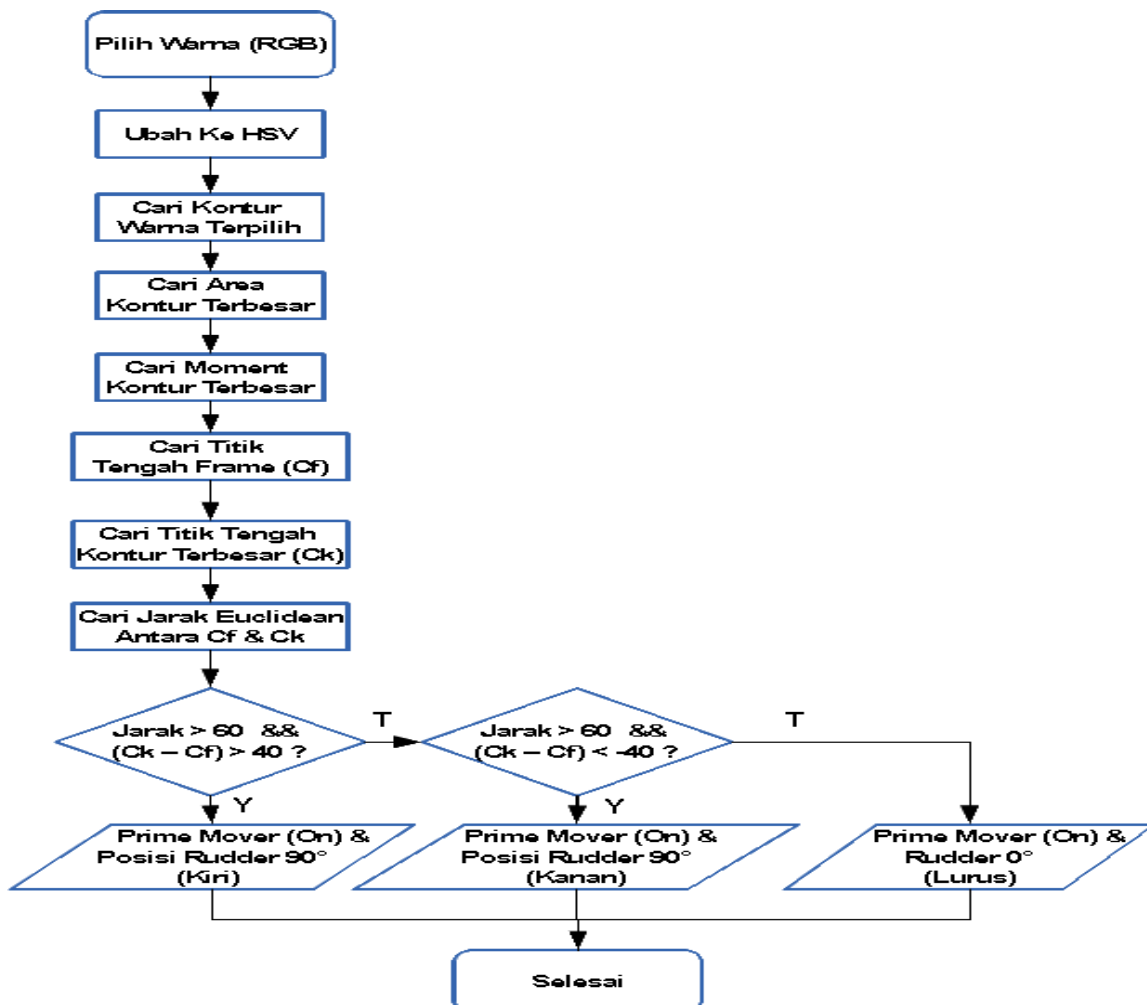 Pilih Warna (RGB)
Ubah Ke HSV
Cari Kontur
Warna Terpilih
Cari Area
Kontur Terbesar
Cari Moment
Kontur Terbesar
Cari Titik
Tengah Frame (Cf)
Cari Titik Tengah
Kontur Terbesar (Ck)
Cari Jarak Euclidean
Antara Cf & Ck
Jarak > 60 &&
(Ck – Cf) > 40 ?
T
Jarak > 60 &&
(Ck – Cf) < -40 ?
T
Y
Y
Prime Mover (On) &
Posisi Rudder 90°
(Kiri)
Prime Mover (On) &
Posisi Rudder 90°
(Kanan)
Prime Mover (On) &
Rudder 0°
(Lurus)
Selesai